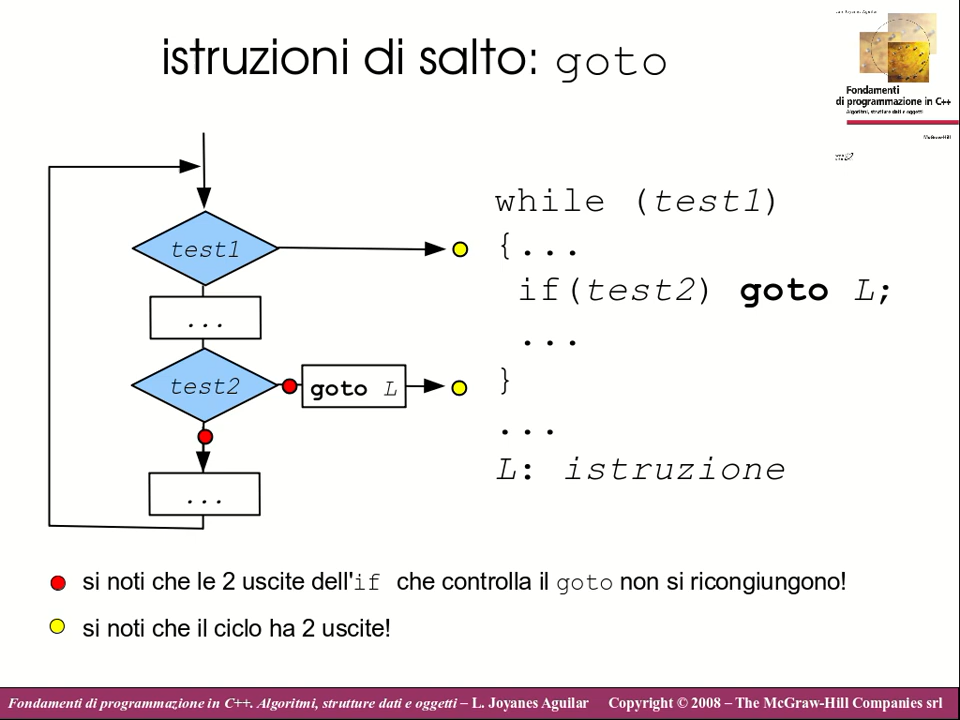 istruzioni di salto: goto
Fondamenti
di programmazione in C++
Algoritmi, strutture dati e oggetti
McGraw-Hill
test1
...
test2
goto L
...
while (test1)
{...
if(test2) goto L;
...
}
...
L: istruzione
si noti che le 2 uscite dell'if che controlla il goto non si ricongiungono!
si noti che il ciclo ha 2 uscite!
Fondamenti di programmazione in C++. Algoritmi, strutture dati e oggetti – L. Joyanes Aguilar Copyright © 2008 – The McGraw-Hill Companies srl